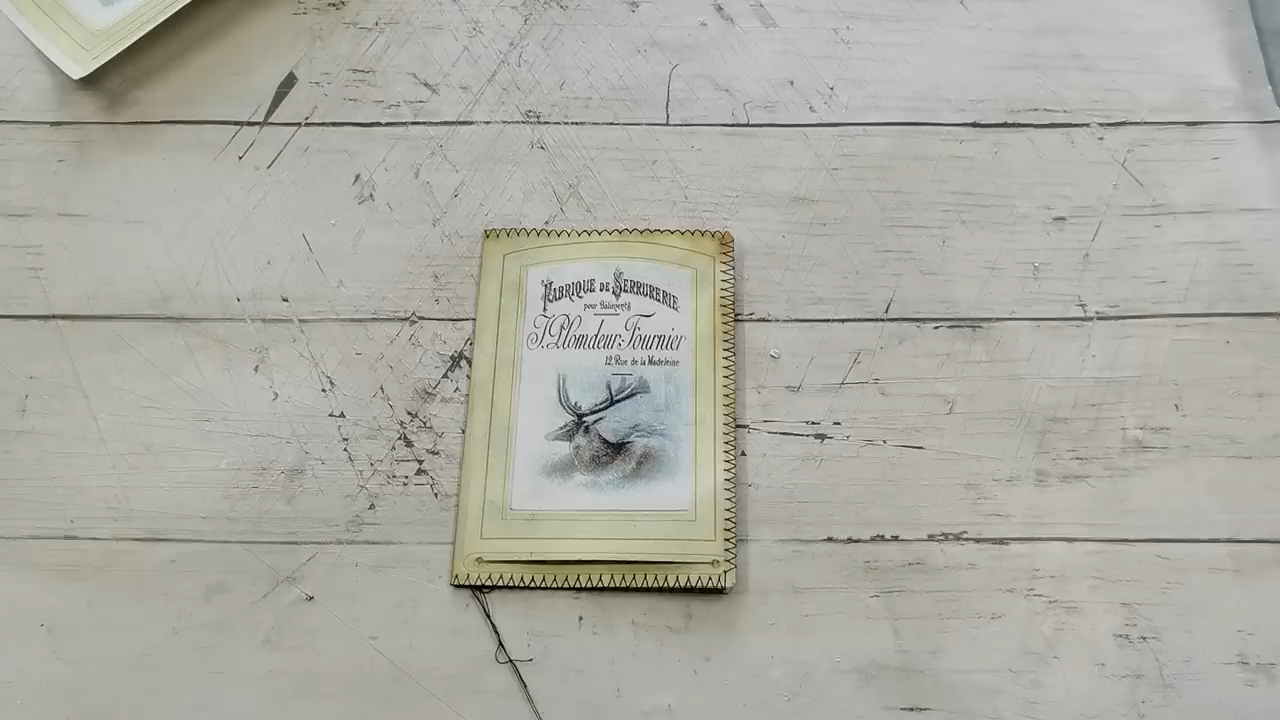 FABRIQUE DE SERRURERIE
pour Bâtiments
J. Plomdeur-Fournier
12, Rue de la Madeleine